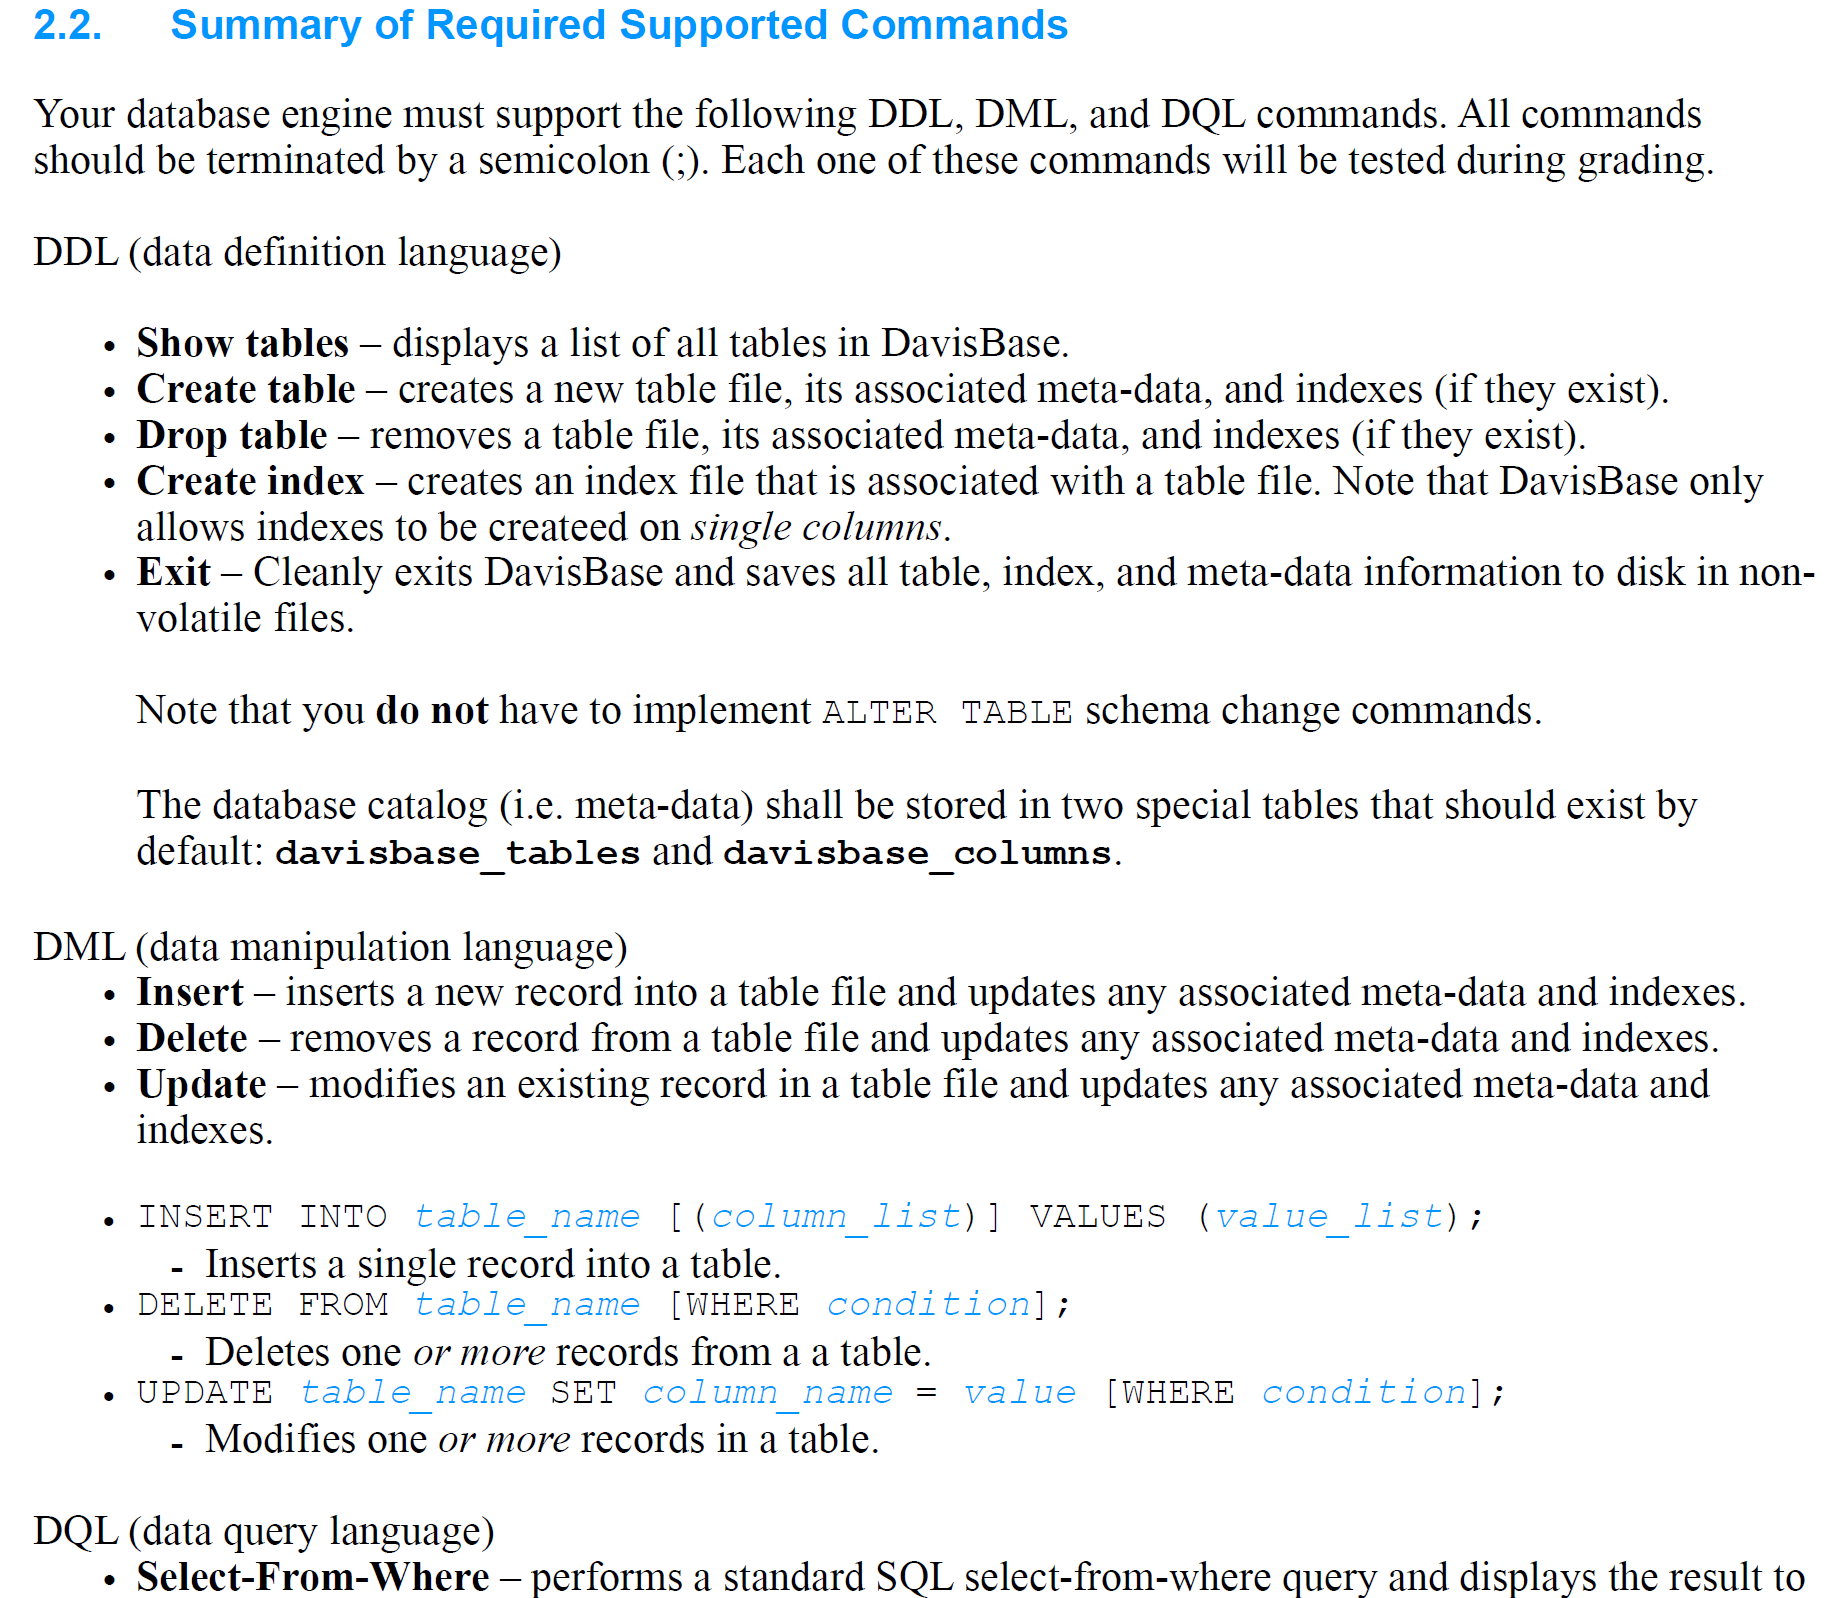 2.2. Summary of Required Supported Commands
Your database engine must support the following DDL, DML, and DQL commands. All commands
should be terminated by a semicolon (;). Each one of these commands will be tested during grading.
DDL (data definition language)
• Show tables – displays a list of all tables in DavisBase.
• Create table – creates a new table file, its associated meta-data, and indexes (if they exist).
• Drop table – removes a table file, its associated meta-data, and indexes (if they exist).
• Create index – creates an index file that is associated with a table file. Note that DavisBase only
allows indexes to be createed on single columns.
• Exit – Cleanly exits DavisBase and saves all table, index, and meta-data information to disk in non-
volatile files.
Note that you do not have to implement ALTER TABLE schema change commands.
The database catalog (i.e. meta-data) shall be stored in two special tables that should exist by
default: davisbase_tables and davisbase_columns.
DML (data manipulation language)
• Insert – inserts a new record into a table file and updates any associated meta-data and indexes.
• Delete – removes a record from a table file and updates any associated meta-data and indexes.
• Update – modifies an existing record in a table file and updates any associated meta-data and
indexes.
• INSERT INTO table_name [(column_list)] VALUES (value_list);
- Inserts a single record into a table.
• DELETE FROM table_name [WHERE condition];
- Deletes one or more records from a a table.
• UPDATE table_name SET column_name = value [WHERE condition];
- Modifies one or more records in a table.
DQL (data query language)
• Select-From-Where – performs a standard SQL select-from-where query and displays the result to